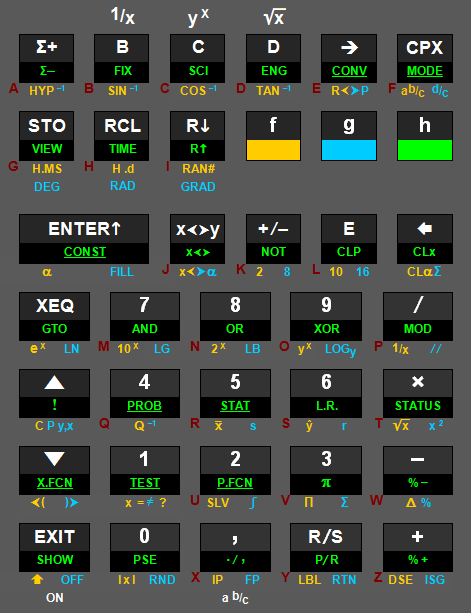 1/x yˣ √x
Σ+ B C D ➔ CPX
Σ− FIX SCI ENG CONV MODE
A HYP⁻¹ B SIN⁻¹ C COS⁻¹ D TAN⁻¹ E R<>P F ab/c d/c
STO RCL R↓ f g h
VIEW TIME R↑
G H.MS H H.d I RAN#
DEG RAD GRAD
ENTER↑ x<>y +/− E ←
CONST x<> NOT CLP CLx
α FILL J x<>α K 2 8 L 10 16 CLαΣ
XEQ 7 8 9 /
GTO AND OR XOR MOD
eˣ LN M 10ˣ LG N 2ˣ LB O yˣ LOGy P 1/x //
▲ 4 5 6 ×
! PROB STAT L.R. STATUS
C P y,x Q Q⁻¹ R x̅ s S ŷ r T √x x²
▼ 1 2 3 −
X.FCN TEST P.FCN π %−
<( )> x =≠ ? U SLV ∫ V Π Σ W Δ %
EXIT 0 , R/S +
SHOW PSE ./, P/R %+
⬆ OFF |x| RND X IP FP Y LBL RTN Z DSE ISG
ON a b/c